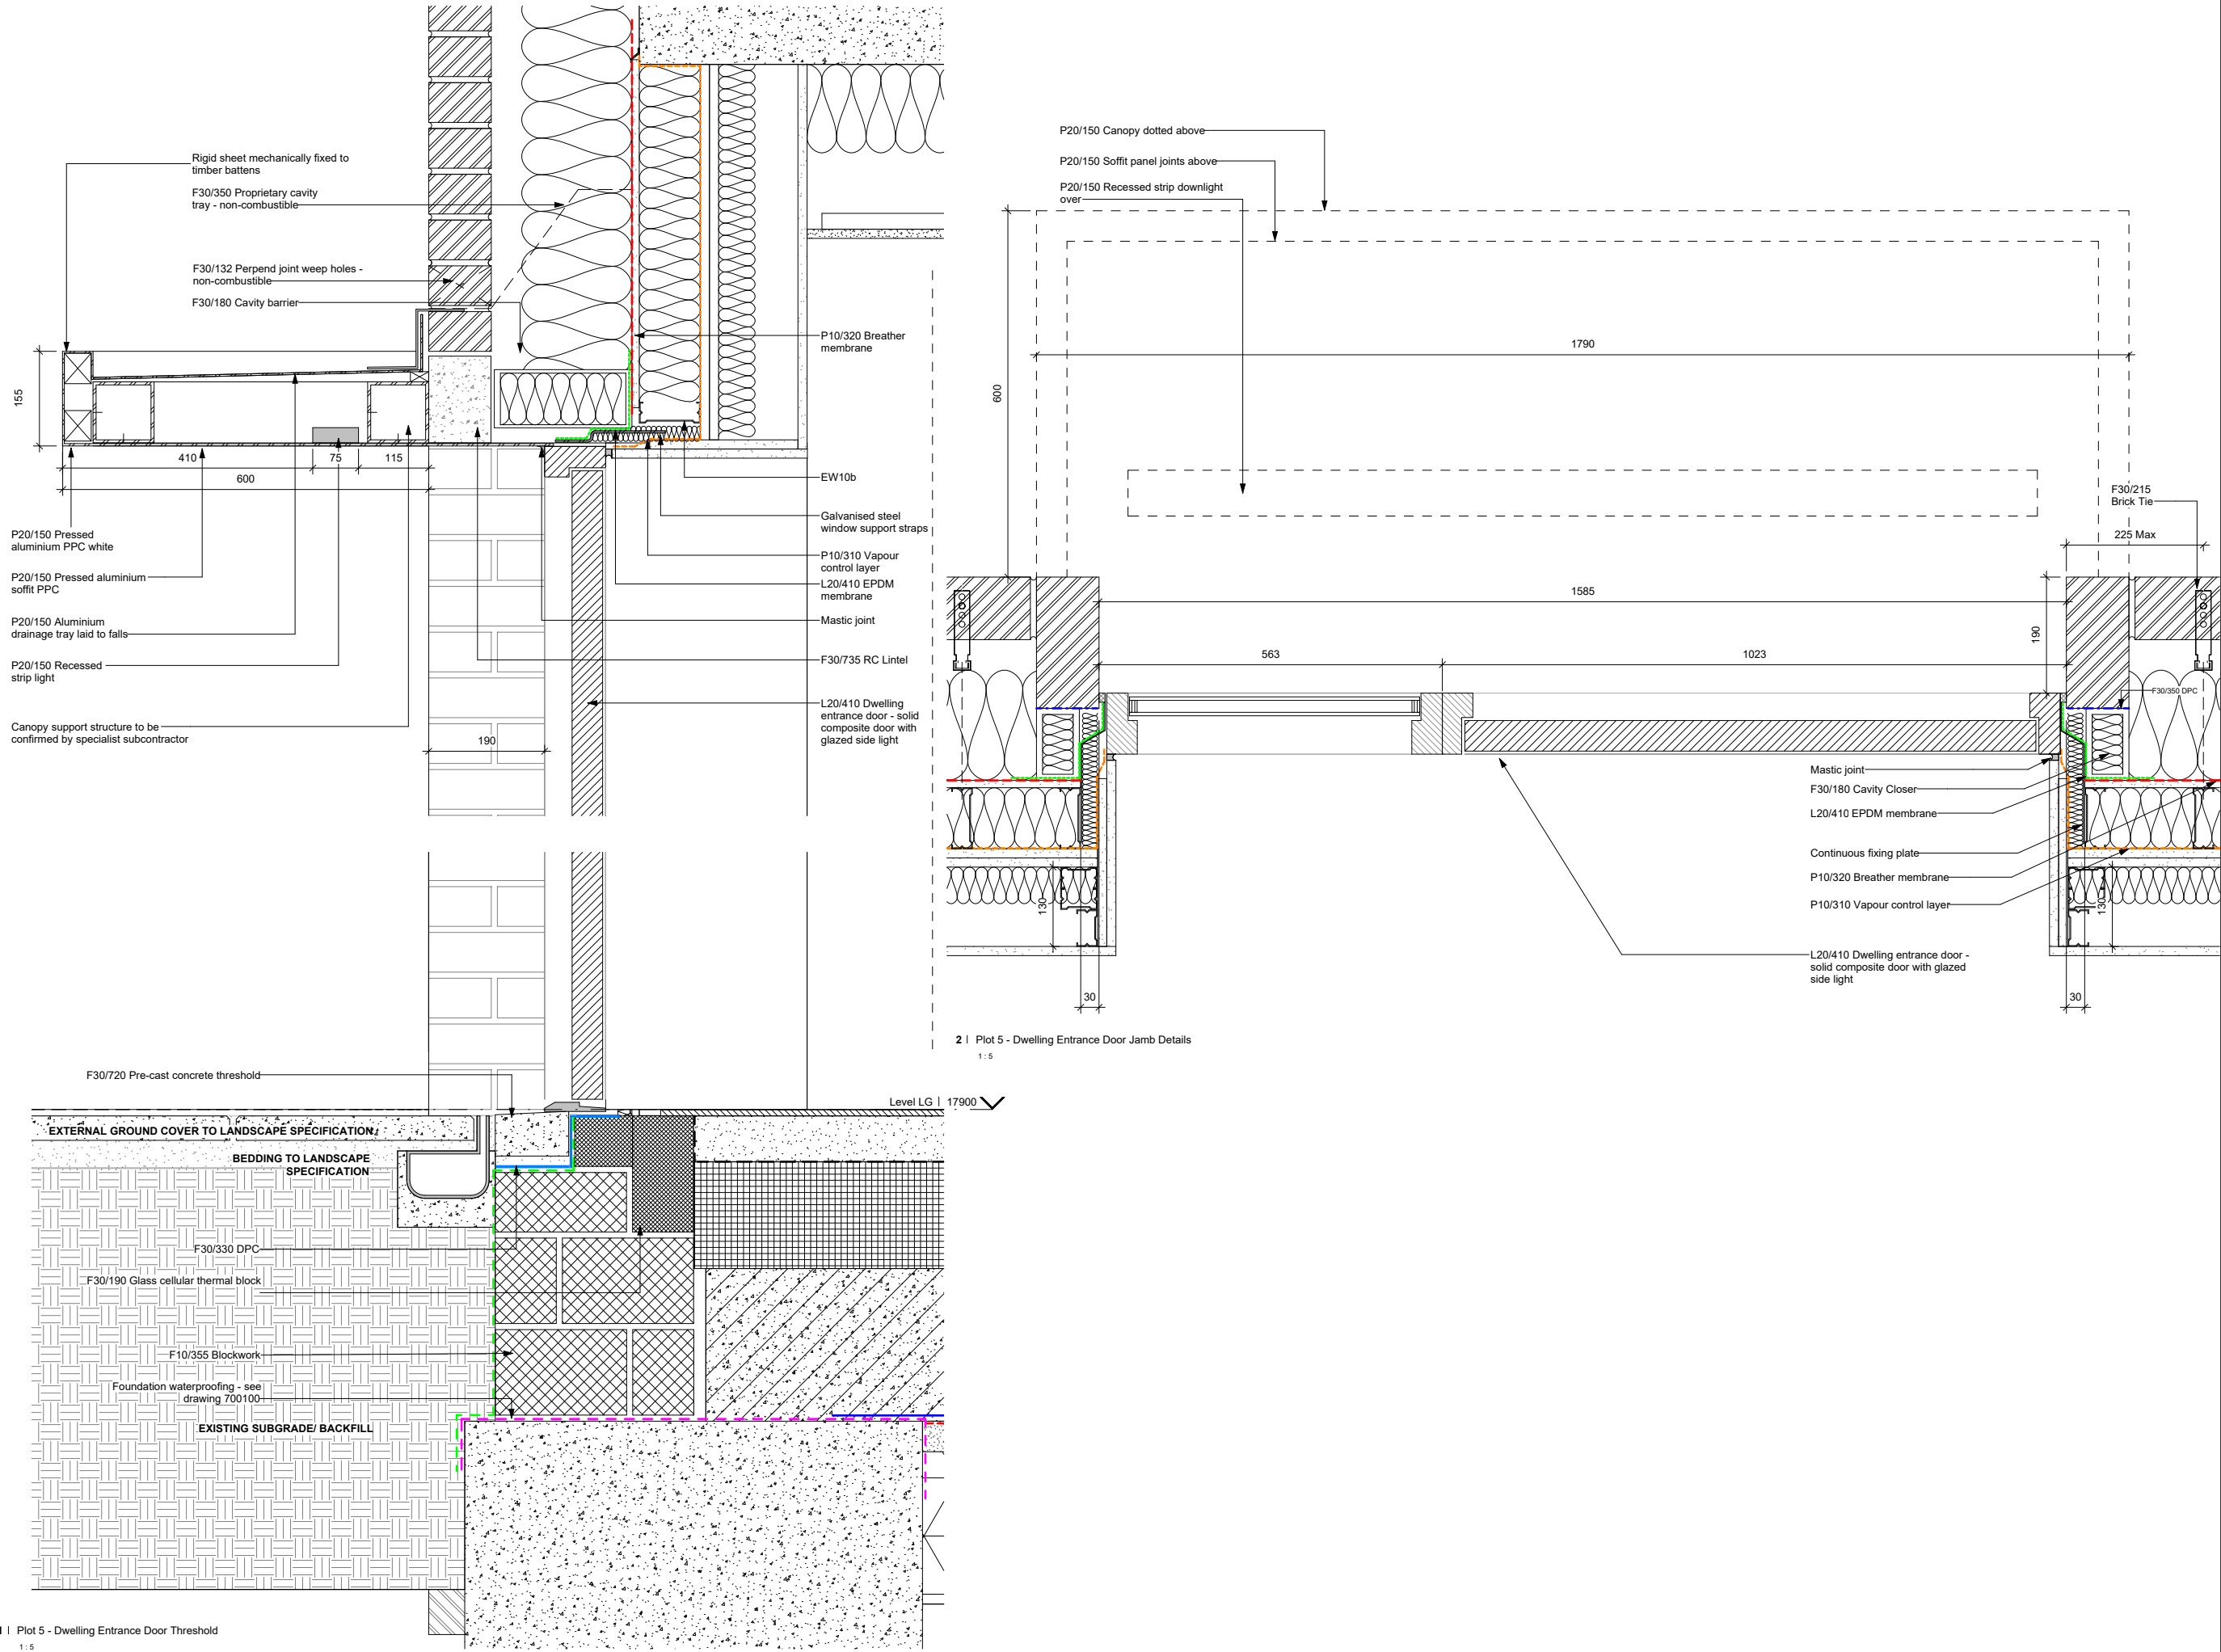 Rigid sheet mechanically fixed to
timber battens
F30/350 Proprietary cavity
tray - non-combustible
F30/132 Perpend joint weep holes -
non-combustible
F30/180 Cavity barrier
155
410
75
115
600
P20/150 Pressed
aluminium PPC white
P20/150 Pressed aluminium
soffit PPC
P20/150 Aluminium
drainage tray laid to falls
P20/150 Recessed
strip light
Canopy support structure to be
confirmed by specialist subcontractor
190
P10/320 Breather
membrane
EW10b
Galvanised steel
window support straps
P10/310 Vapour
control layer
L20/410 EPDM
membrane
Mastic joint
F30/735 RC Lintel
L20/410 Dwelling
entrance door - solid
composite door with
glazed side light
F30/720 Pre-cast concrete threshold
Level LG | 17900
EXTERNAL GROUND COVER TO LANDSCAPE SPECIFICATION
BEDDING TO LANDSCAPE
SPECIFICATION
F30/330 DPC
F30/190 Glass cellular thermal block
F10/355 Blockwork
Foundation waterproofing - see
drawing 700100
EXISTING SUBGRADE/ BACKFILL
| Plot 5 - Dwelling Entrance Door Threshold
1 : 5
P20/150 Canopy dotted above
P20/150 Soffit panel joints above
P20/150 Recessed strip downlight
over
1790
600
F30/215
Brick Tie
225 Max
1585
190
563
1023
F30/350 DPC
Mastic joint
F30/180 Cavity Closer
L20/410 EPDM membrane
Continuous fixing plate
P10/320 Breather membrane
P10/310 Vapour control layer
130
130
L20/410 Dwelling entrance door -
solid composite door with glazed
side light
30
30
2 | Plot 5 - Dwelling Entrance Door Jamb Details
1 : 5